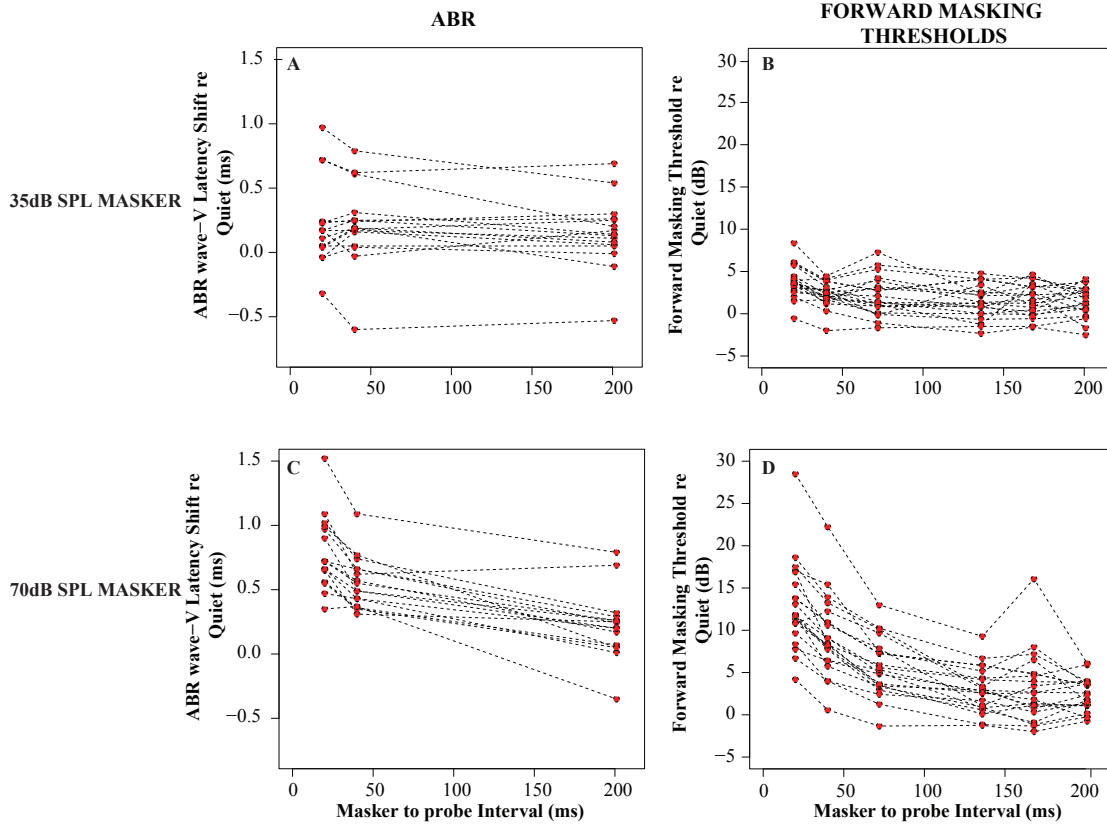 ABR
FORWARD MASKING
THRESHOLDS
35dB SPL MASKER
A
ABR wave−V Latency Shift re
Quiet (ms)
1.5
1.0
0.5
0.0
−0.5
0 50 100 150 200
B
Forward Masking Threshold re
Quiet (dB)
30
25
20
15
10
5
0
−5
0 50 100 150 200
70dB SPL MASKER
C
ABR wave−V Latency Shift re
Quiet (ms)
1.5
1.0
0.5
0.0
−0.5
0 50 100 150 200
Masker to probe Interval (ms)
D
Forward Masking Threshold re
Quiet (dB)
30
25
20
15
10
5
0
−5
0 50 100 150 200
Masker to probe Interval (ms)